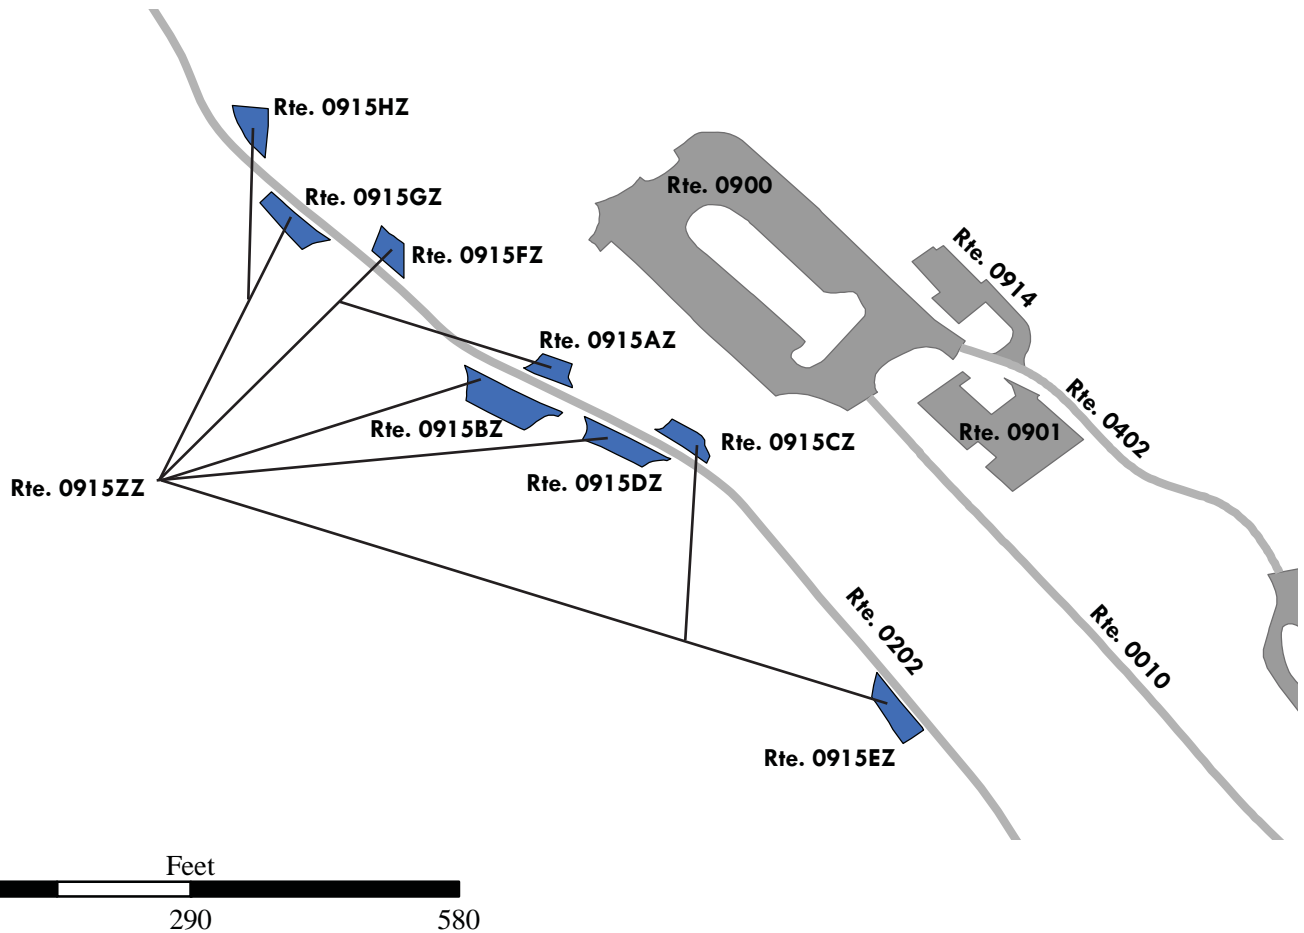 Rte. 0915HZ
Rte. 0900
Rte. 0915GZ
Rte. 0915FZ
Rte. 0914
Rte. 0915AZ
Rte. 0402
Rte. 0915BZ
Rte. 0901
Rte. 0915CZ
Rte. 0915ZZ
Rte. 0915DZ
Rte. 0202
Rte. 0010
Rte. 0915EZ
Feet
290 580